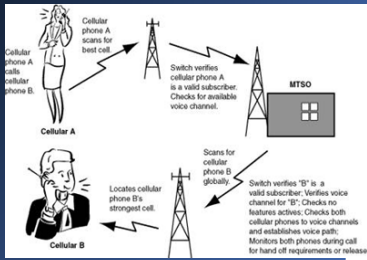 Cellular
phone A
calls
cellular
phone B.
Cellular
phone A
scans for
best cell.
Cellular A
Switch verifies
cellular phone A
is a valid subscriber.
Checks for available
voice channel.
MTSO
Scans for
cellular
phone B
globally.
Switch verifies "B" is a
valid subscriber; Verifies voice
channel for "B"; Checks no
features actives; Checks both
cellular phones to voice channels
and establishes voice path;
Monitors both phones during call
for hand off requirements or release
Locates cellular
phone B's
strongest cell.
Cellular B